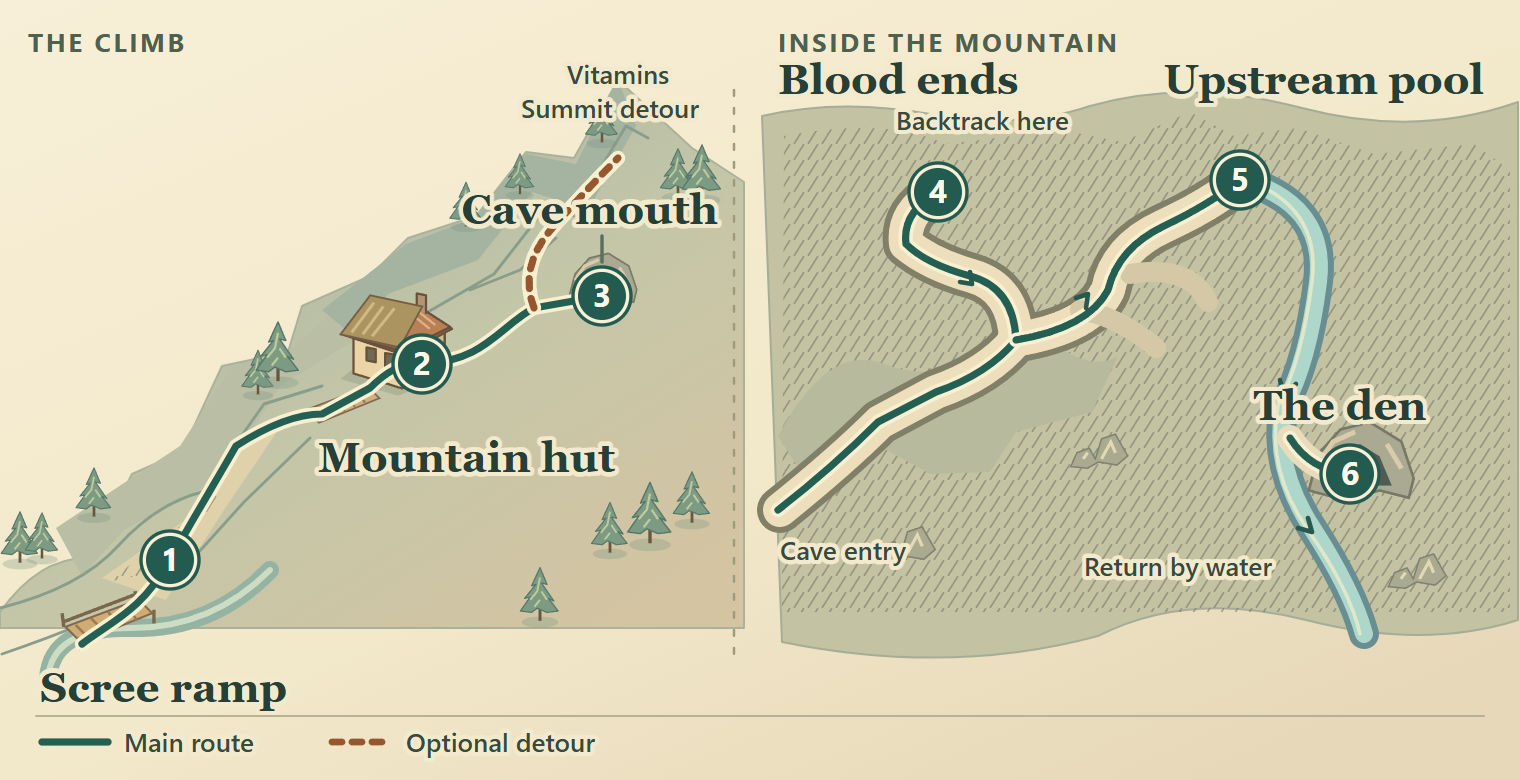 THE CLIMB
Vitamins
Summit detour
Cave mouth
3
2
Mountain hut
1
Scree ramp
INSIDE THE MOUNTAIN
Blood ends
Upstream pool
Backtrack here
4
5
The den
6
Cave entry
Return by water
Main route
Optional detour